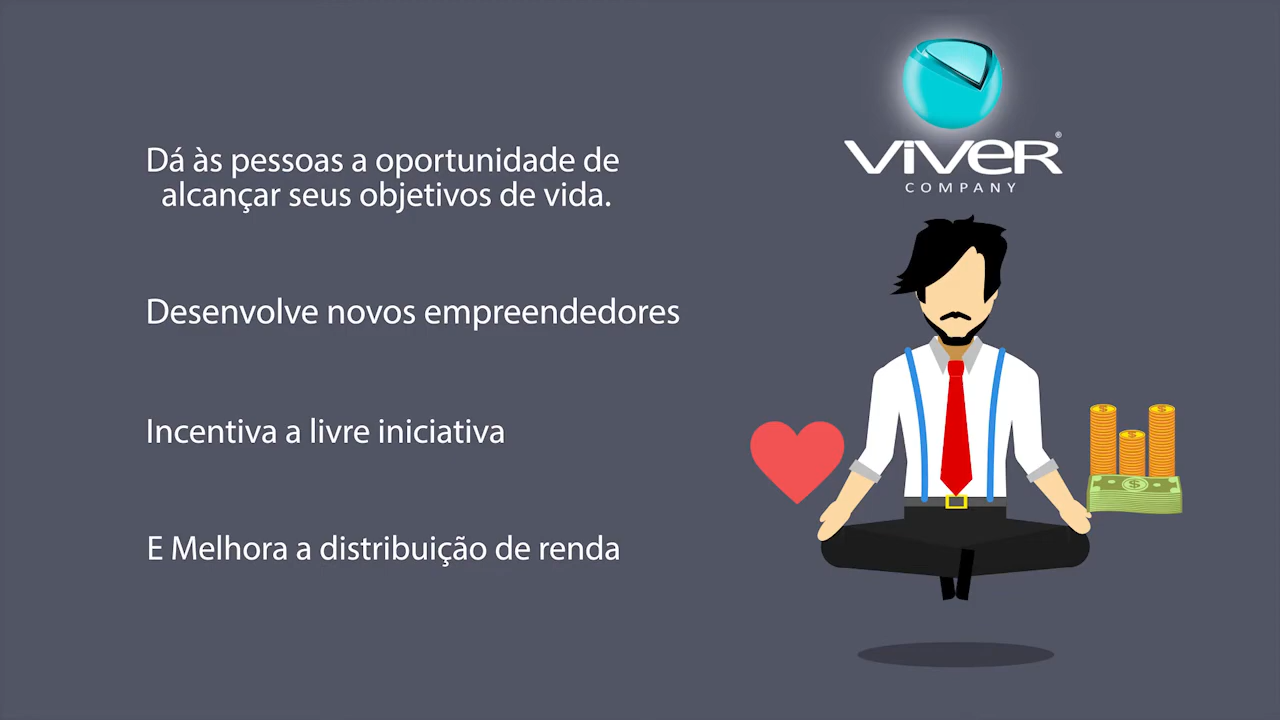 Dá às pessoas a oportunidade de
alcançar seus objetivos de vida.
Desenvolve novos empreendedores
Incentiva a livre iniciativa
E Melhora a distribuição de renda
VIVER®
COMPANY
$ $
$
$